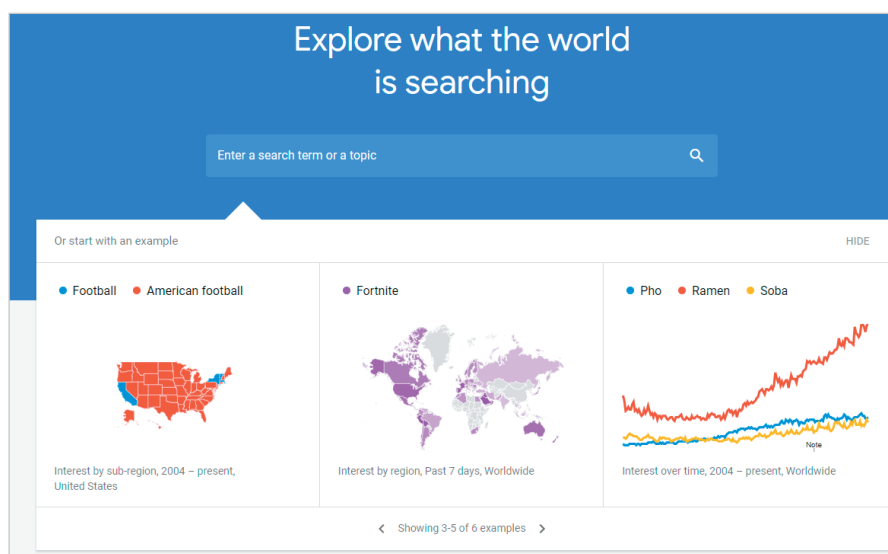 Explore what the world
is searching
Enter a search term or a topic
Or start with an example
HIDE
Football American football
Fortnite
Pho Ramen Soba
Note
Interest by sub-region, 2004 – present,
United States
Interest by region, Past 7 days, Worldwide
Interest over time, 2004 – present, Worldwide
Showing 3-5 of 6 examples